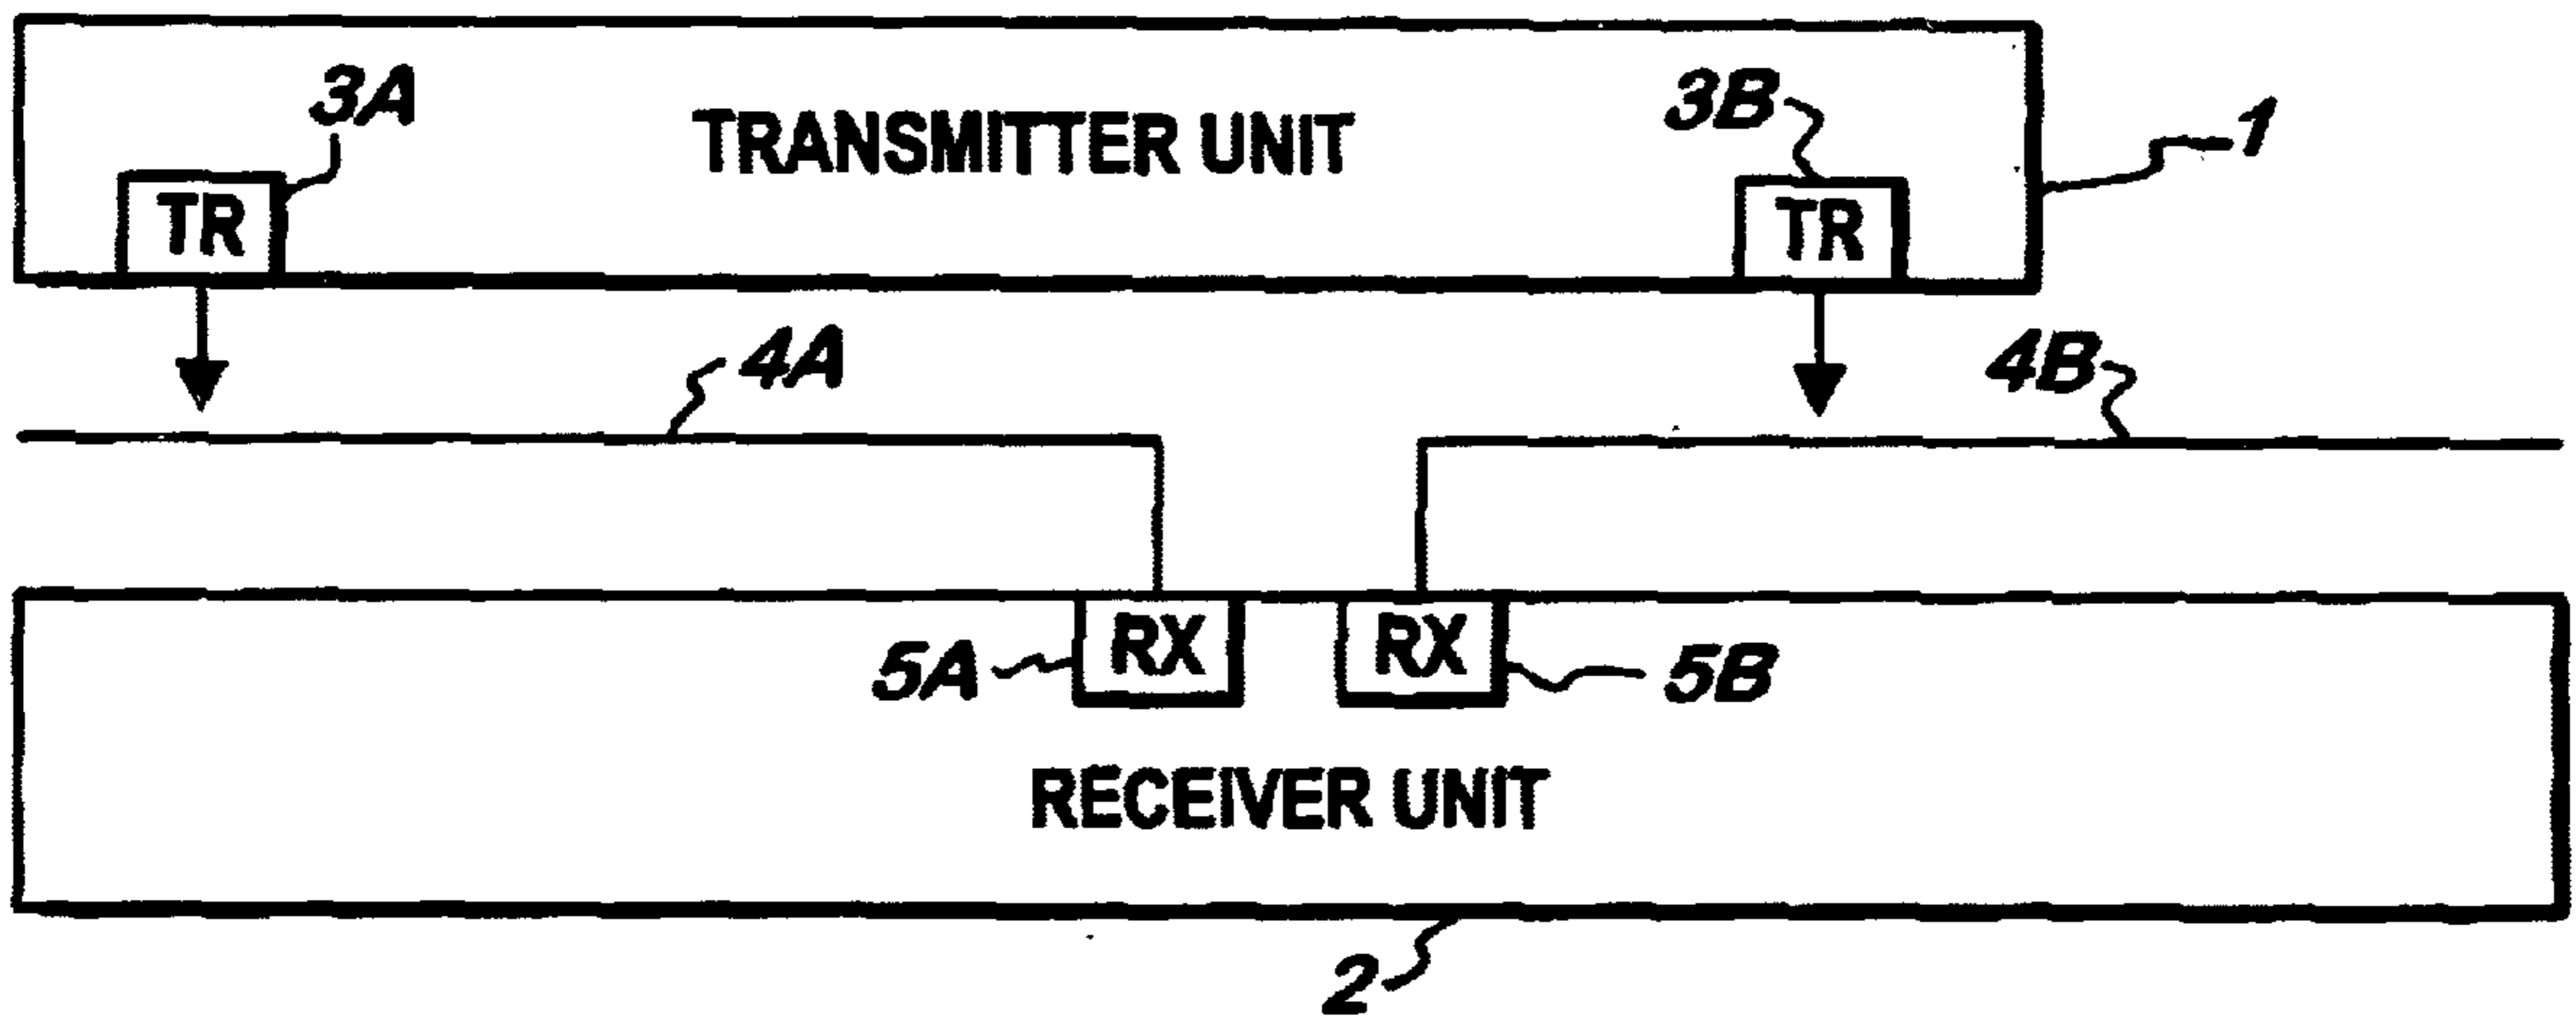 3A
3B
TRANSMITTER UNIT
1
TR
TR
4A
4B
RX
RX
5A
5B
RECEIVER UNIT
2